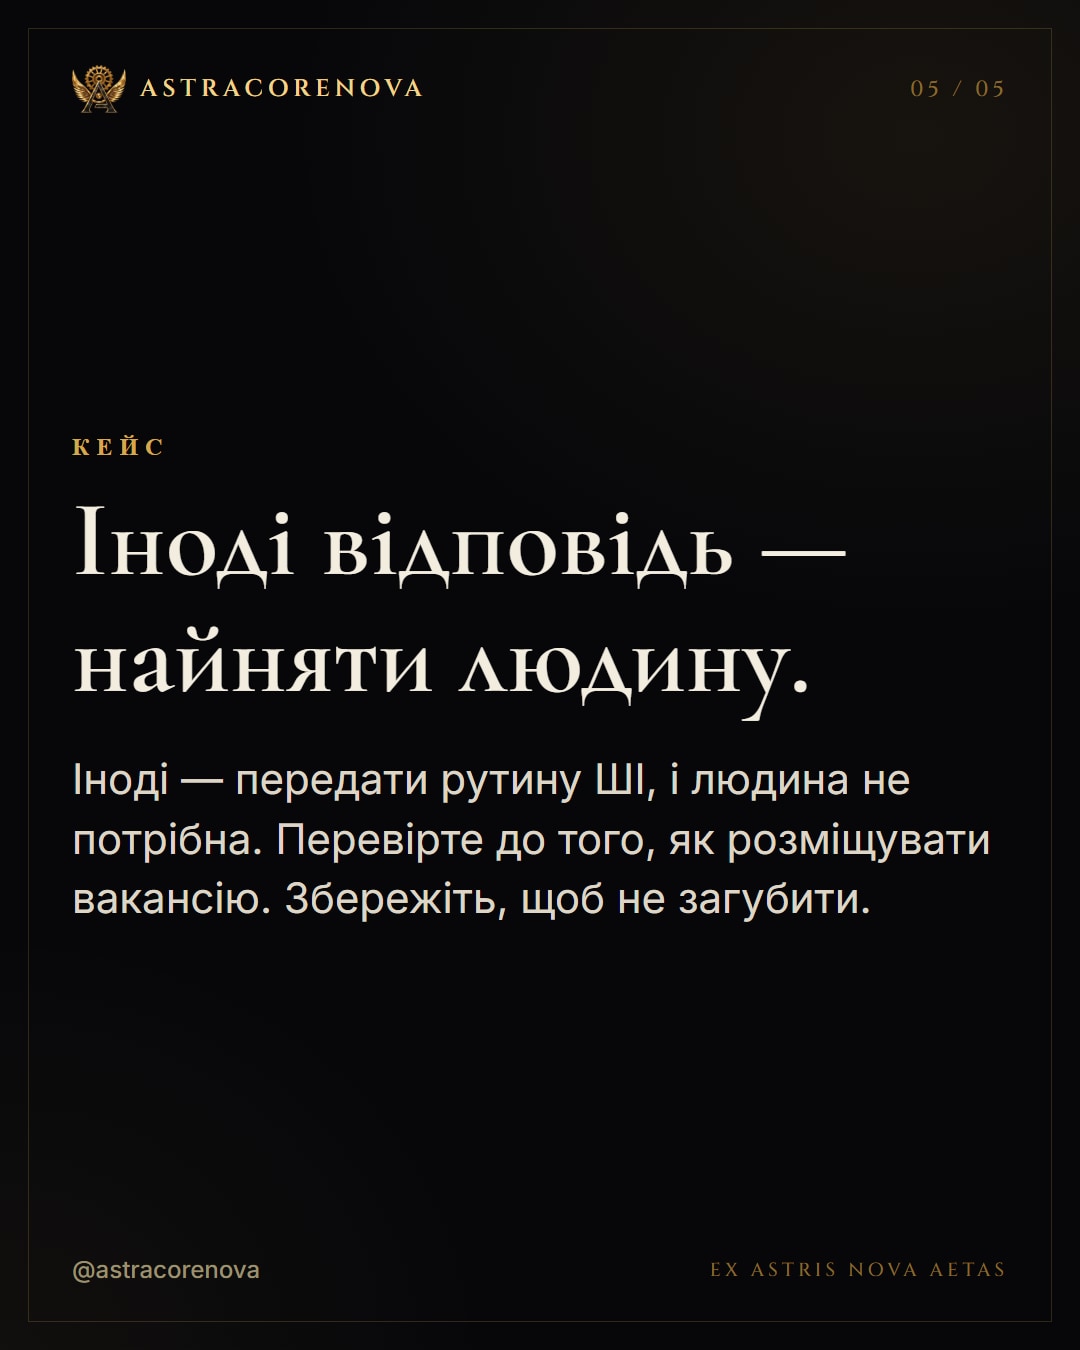 ASTRACORENOVA
05 / 05
КЕЙС
Іноді відповідь —
найняти людину.
Іноді — передати рутину ШІ, і людина не
потрібна. Перевірте до того, як розміщувати
вакансію. Збережіть, щоб не загубити.
@astracorenova
EX ASTRIS NOVA AETAS